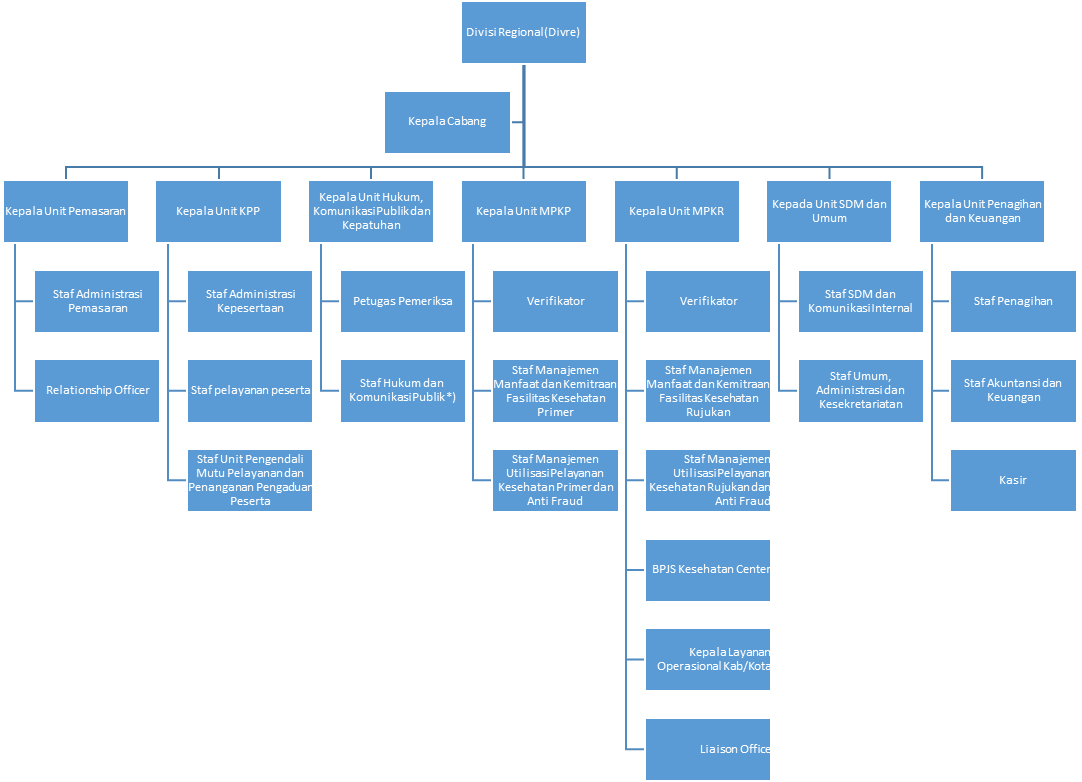 Divisi Regional (Divre)
Kepala Cabang
Kepala Unit Pemasaran
Kepala Unit KPP
Kepala Unit Hukum,
Komunikasi Publik dan
Kepatuhan
Kepala Unit MPKP
Kepala Unit MPKR
Kepada Unit SDM dan
Umum
Kepala Unit Penagihan
dan Keuangan
Staf Administrasi
Pemasaran
Relationship Officer
Staf Administrasi
Kepesertaan
Staf pelayanan peserta
Staf Unit Pengendali
Mutu Pelayanan dan
Penanganan Pengaduan
Peserta
Petugas Pemeriksa
Staf Hukum dan
Komunikasi Publik *)
Verifikator
Staf Manajemen
Manfaat dan Kemitraan
Fasilitas Kesehatan
Primer
Staf Manajemen
Utilisasi Pelayanan
Kesehatan Primer dan
Anti Fraud
Verifikator
Staf Manajemen
Manfaat dan Kemitraan
Fasilitas Kesehatan
Rujukan
Staf Manajemen
Utilisasi Pelayanan
Kesehatan Rujukan dan
Anti Fraud
BPJS Kesehatan Center
Kepala Layanan
Operasional Kab/Kota
Liaison Office
Staf SDM dan
Komunikasi Internal
Staf Umum,
Administrasi dan
Kesekretariatan
Staf Penagihan
Staf Akuntansi dan
Keuangan
Kasir